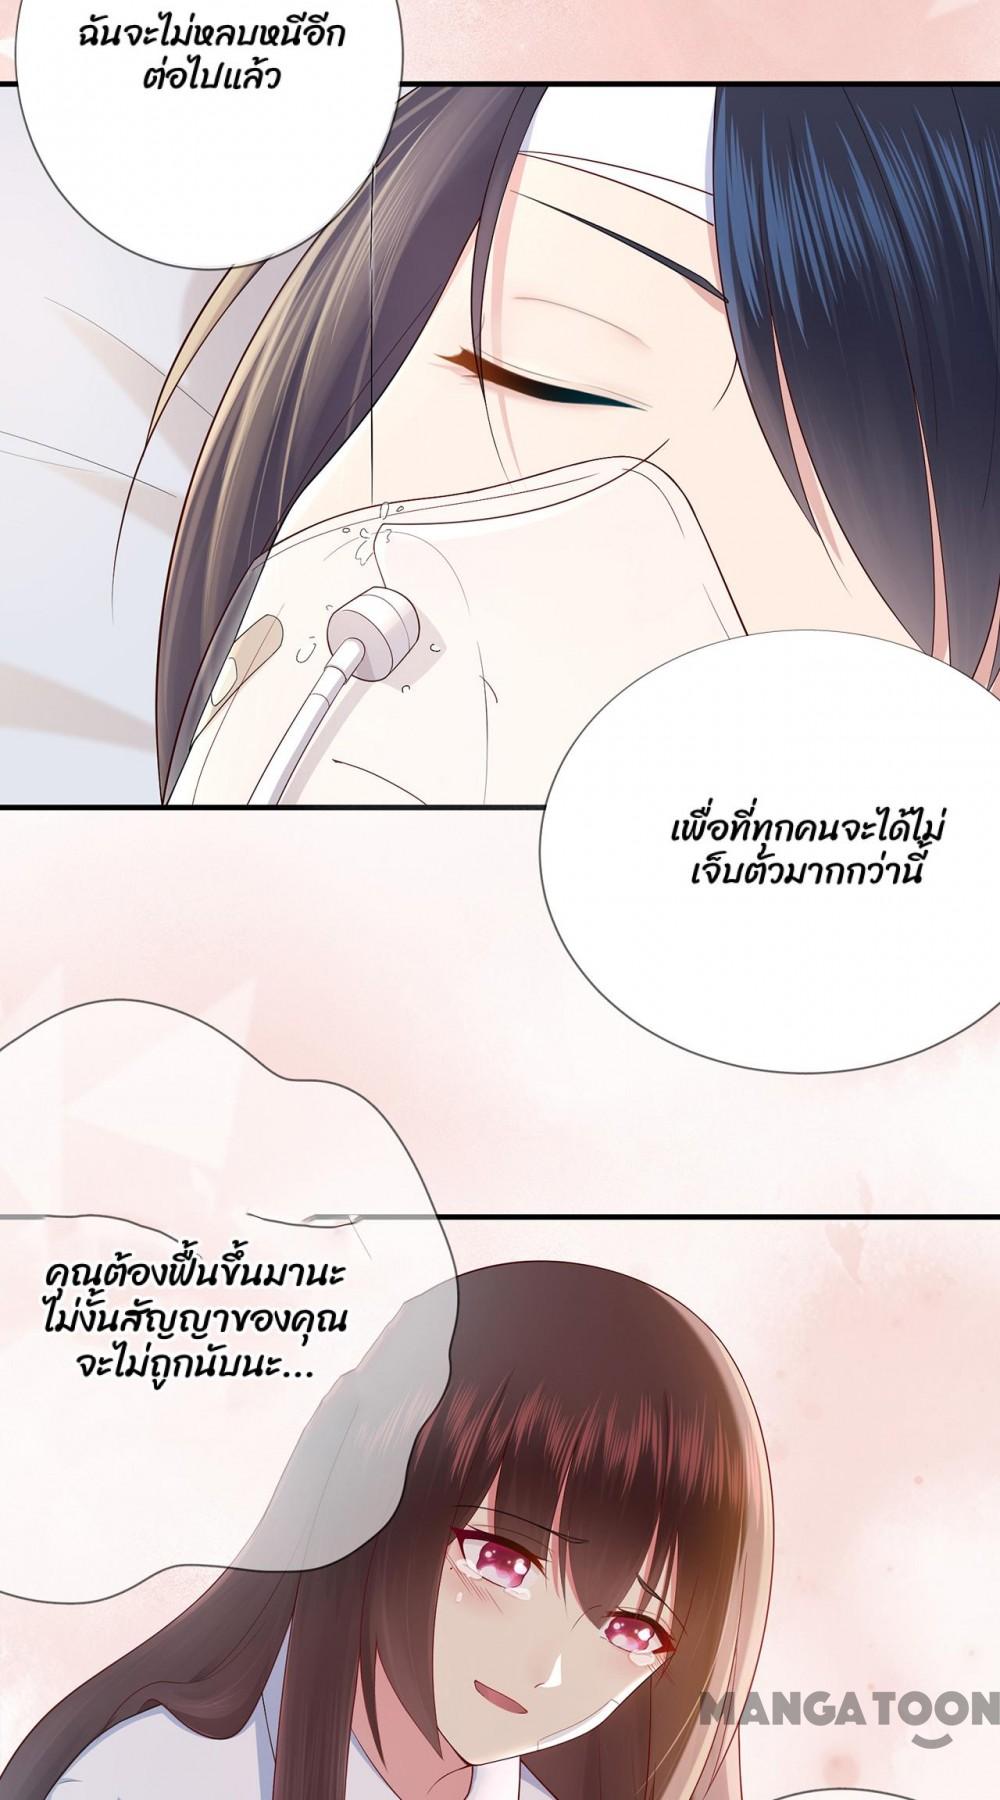 ฉันจะไม่หลบหนีอีก
ต่อไปแล้ว
เพื่อที่ทุกคนจะได้ไม่
เจ็บตัวมากกว่านี้
คุณต้องฟื้นขึ้นมานะ
ไม่งั้นสัญญาของคุณ
จะไม่ถูกนับนะ...
MANGATOON